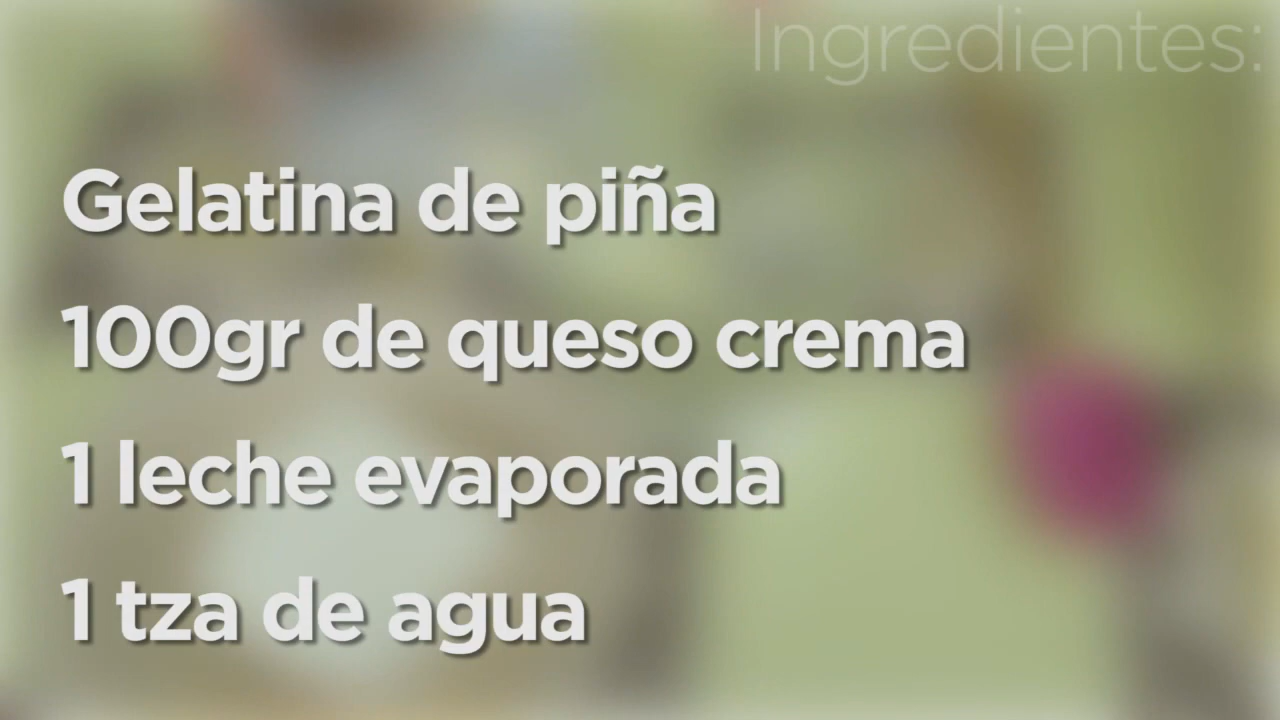 Ingredientes:
Gelatina de piña
100gr de queso crema
1 leche evaporada
1 tza de agua